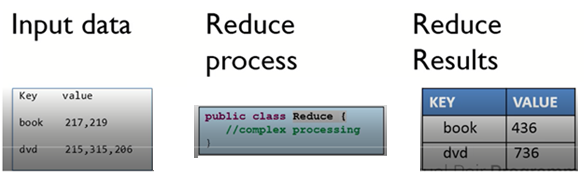 Input data
Key value
book 217,219
dvd 215,315,206
Reduce
process
public class Reduce {
//complex processing
}
Reduce
Results
KEY VALUE
book 436
dvd 736